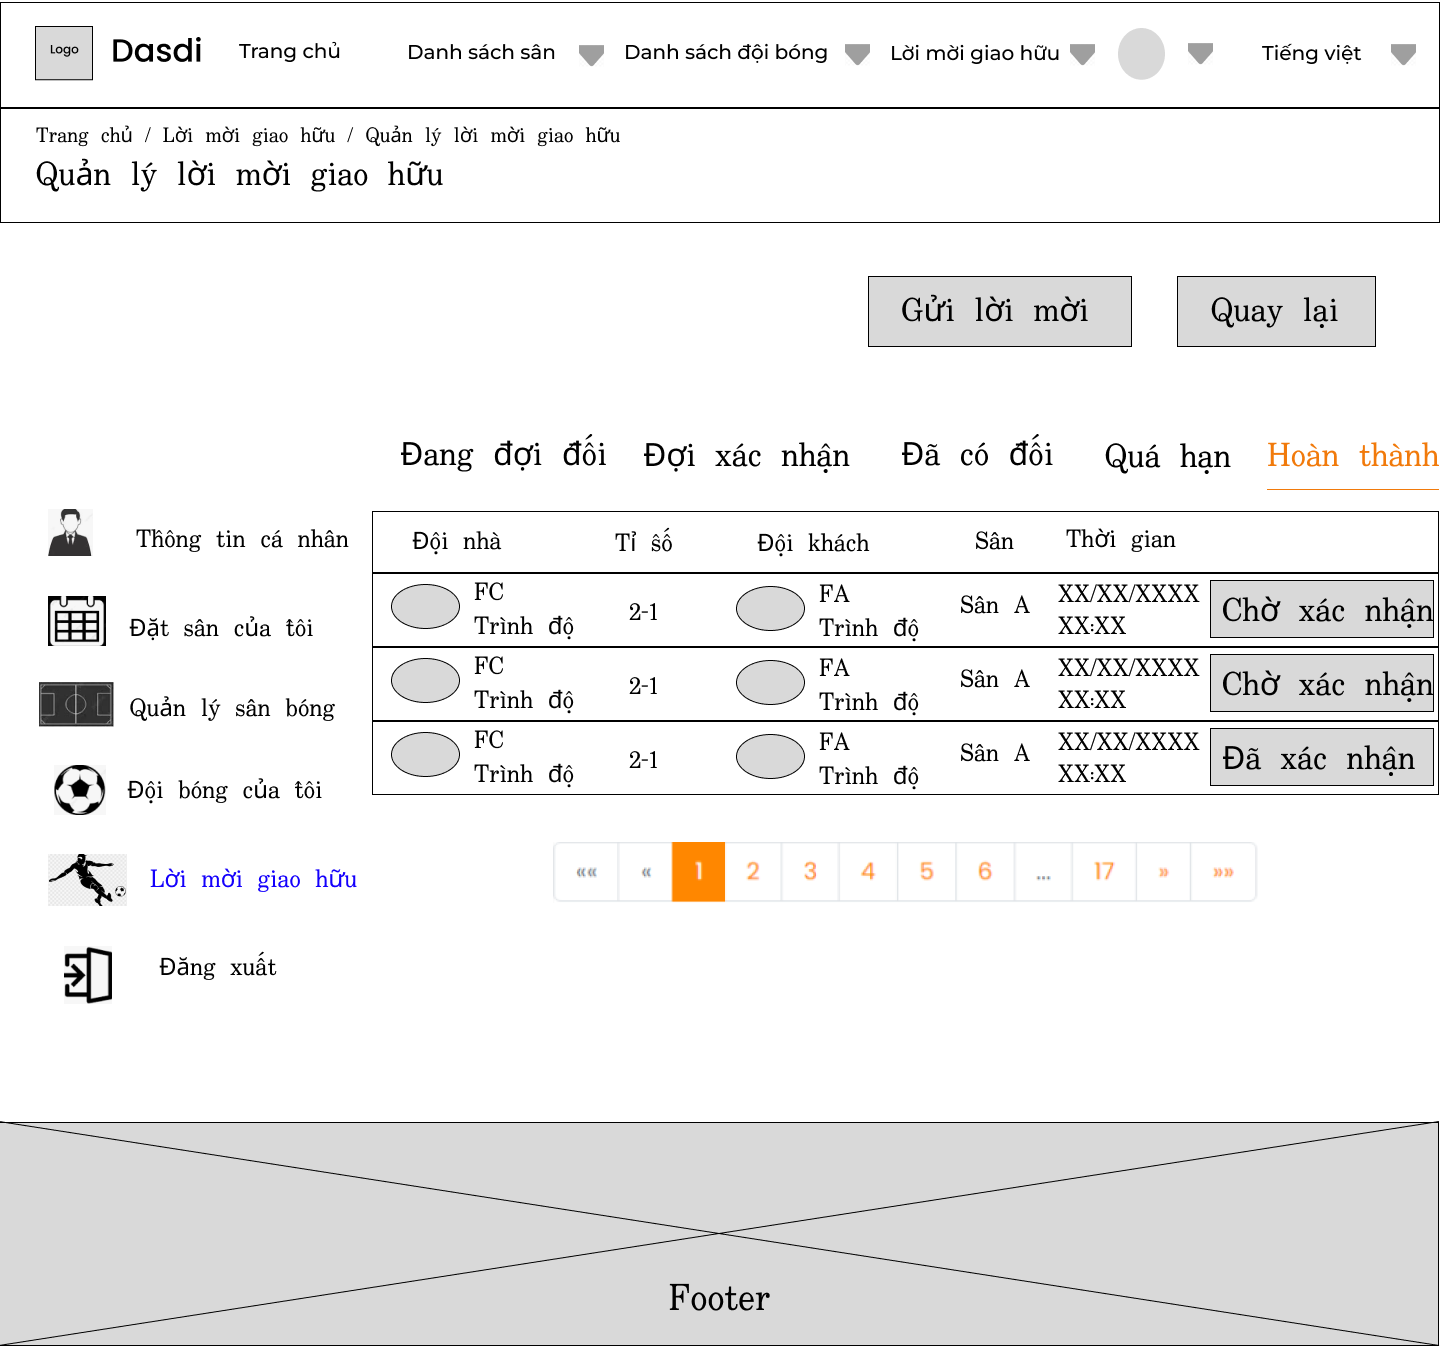 Logo Dasdi Trang chủ Danh sách sân Danh sách đội bóng Lời mời giao hữu Tiếng việt
Trang chủ / Lời mời giao hữu / Quản lý lời mời giao hữu
Quản lý lời mời giao hữu
Gửi lời mời Quay lại
Đang đợi đối Đợi xác nhận Đã có đối Quá hạn Hoàn thành
Thông tin cá nhân
Đặt sân của tôi
Quản lý sân bóng
Đội bóng của tôi
Lời mời giao hữu
Đăng xuất
Đội nhà Tỉ số Đội khách Sân Thời gian
FC 2-1 FA Sân A XX/XX/XXXX Chờ xác nhận
Trình độ Trình độ XX:XX
FC 2-1 FA Sân A XX/XX/XXXX Chờ xác nhận
Trình độ Trình độ XX:XX
FC 2-1 FA Sân A XX/XX/XXXX Đã xác nhận
Trình độ Trình độ XX:XX
«« « 1 2 3 4 5 6 ... 17 » »»
Footer